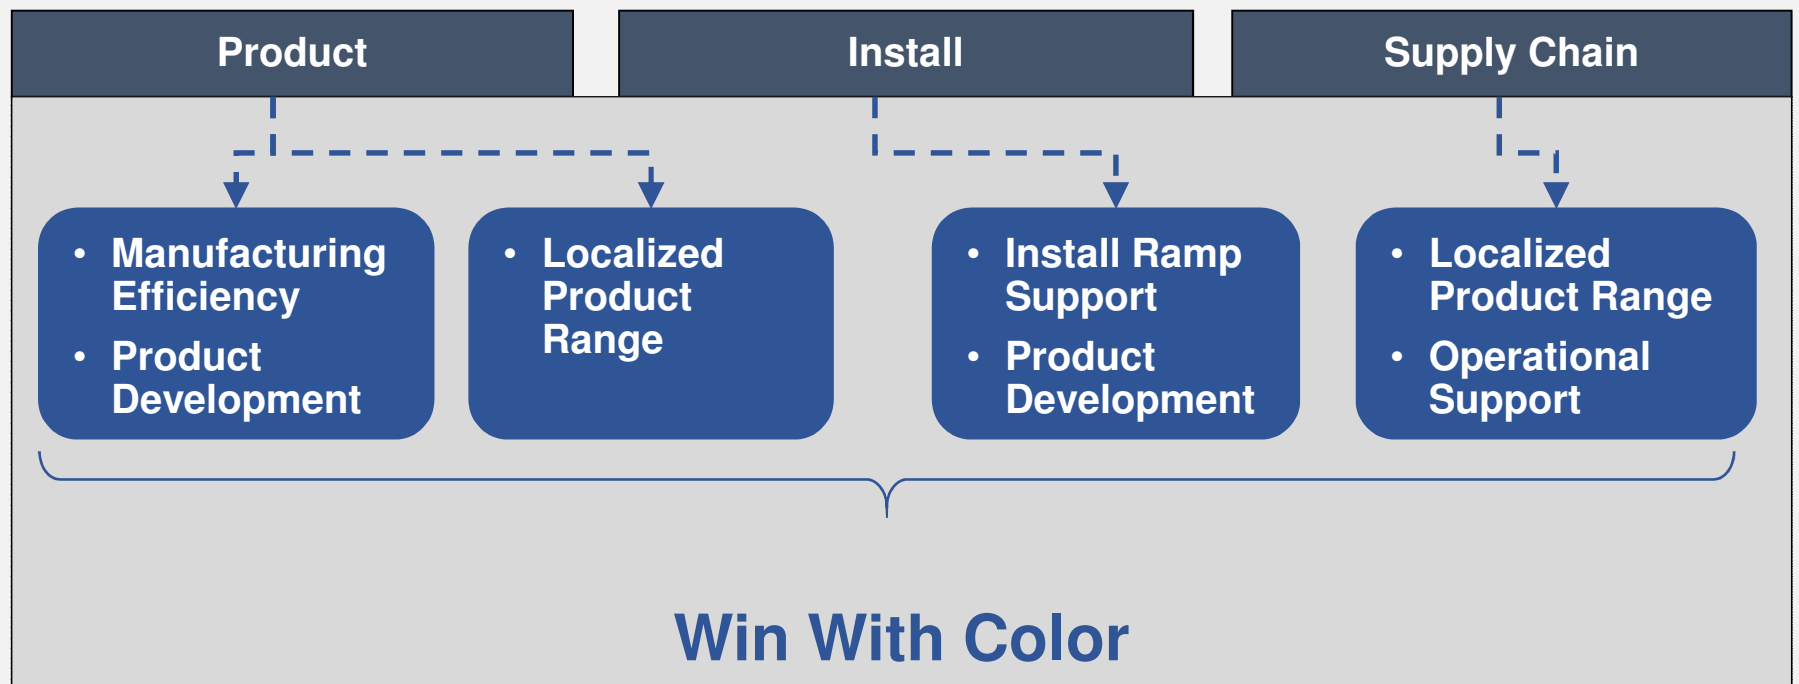 Product
Install
Supply Chain
• Manufacturing
Efficiency
• Product
Development
• Localized
Product
Range
• Install Ramp
Support
• Product
Development
• Localized
Product Range
• Operational
Support
Win With Color